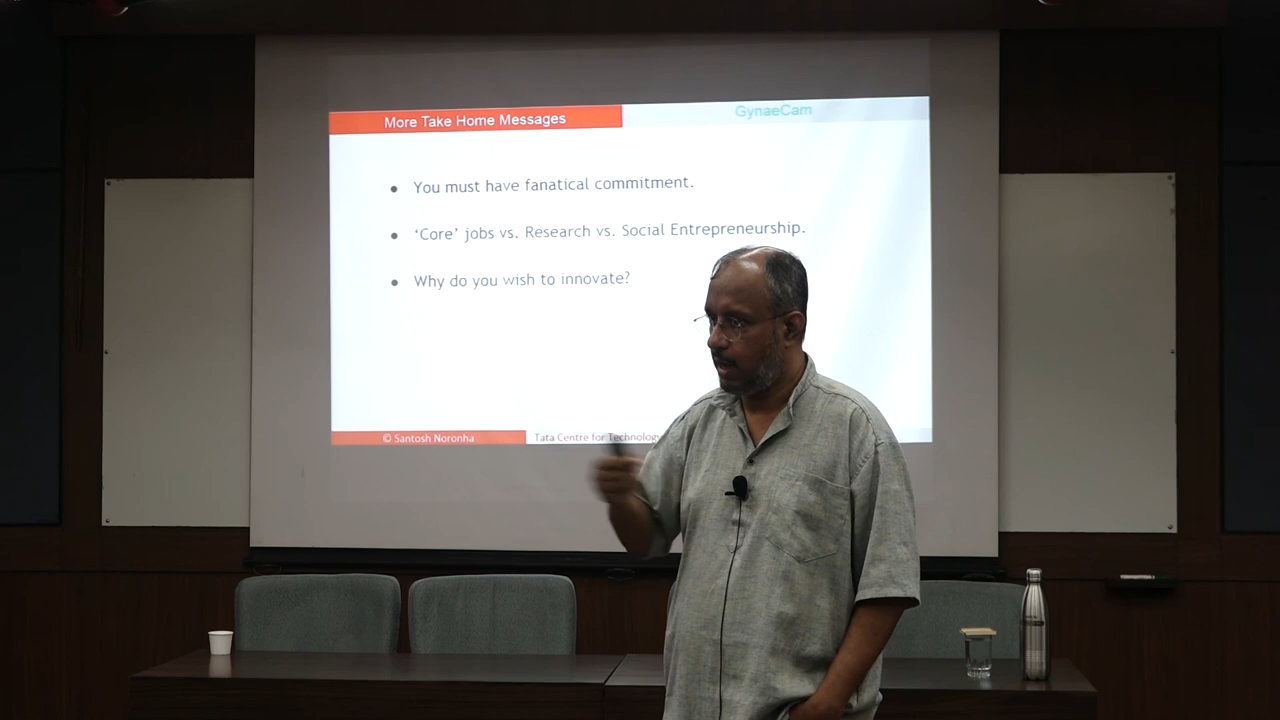 More Take Home Messages
GynaeCam
● You must have fanatical commitment.
● ‘Core’ jobs vs. Research vs. Social Entrepreneurship.
● Why do you wish to innovate?
© Santosh Noronha
Tata Centre for Technology